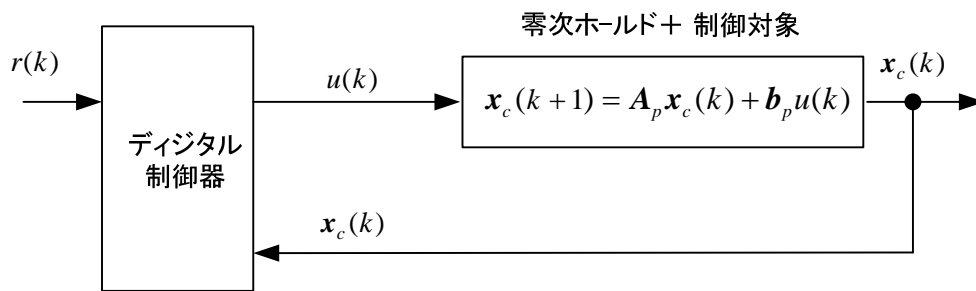 零次ホールド＋ 制御対象
r(k)
u(k)
x_c(k)
x_c(k+1) = A_p x_c(k) + b_p u(k)
ディジタル
制御器
x_c(k)